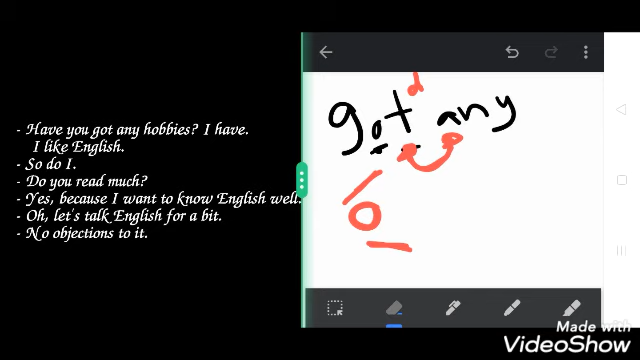 - Have you got any hobbies? I have.
I like English.
- So do I.
- Do you read much?
- Yes, because I want to know English well.
- Oh, let's talk English for a bit.
- No objections to it.
d
got any
o
Made with
VideoShow